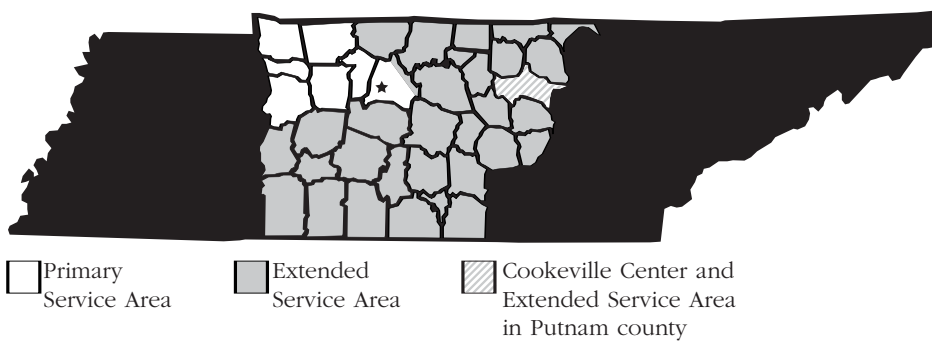 Primary
Service Area
Extended
Service Area
Cookeville Center and
Extended Service Area
in Putnam county